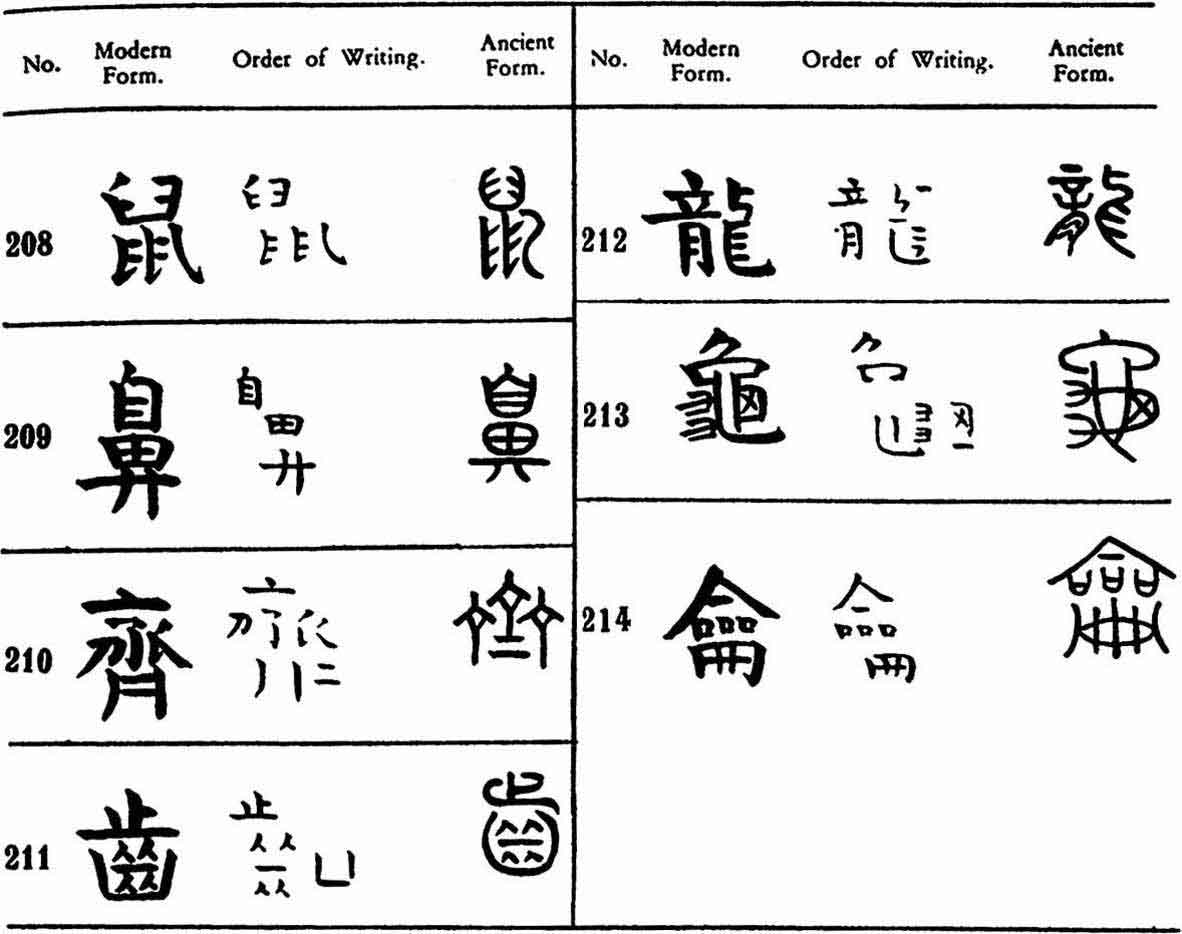 No. Modern Form. Order of Writing. Ancient Form.
208 鼠
209 鼻
210 齊
211 齒
No. Modern Form. Order of Writing. Ancient Form.
212 龍
213 龜
214 龠